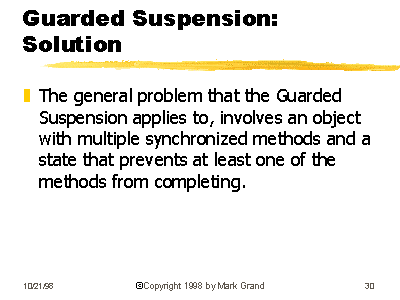 Guarded Suspension:
Solution
The general problem that the Guarded
Suspension applies to, involves an object
with multiple synchronized methods and a
state that prevents at least one of the
methods from completing.
10/21/98 ©Copyright 1998 by Mark Grand 30